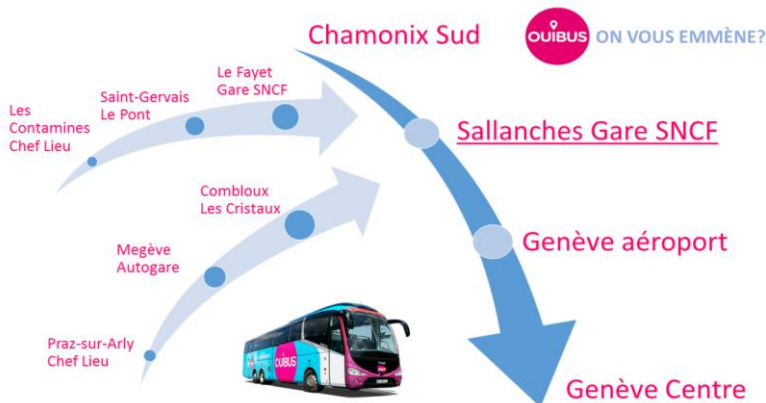 Chamonix Sud
OUIBUS ON VOUS EMMÈNE?
Le Fayet
Gare SNCF
Saint-Gervais
Le Pont
Les
Contamines
Chef Lieu
Sallanches Gare SNCF
Combloux
Les Cristaux
Megève
Autogare
Genève aéroport
Praz-sur-Arly
Chef Lieu
OUIBUS
Genève Centre